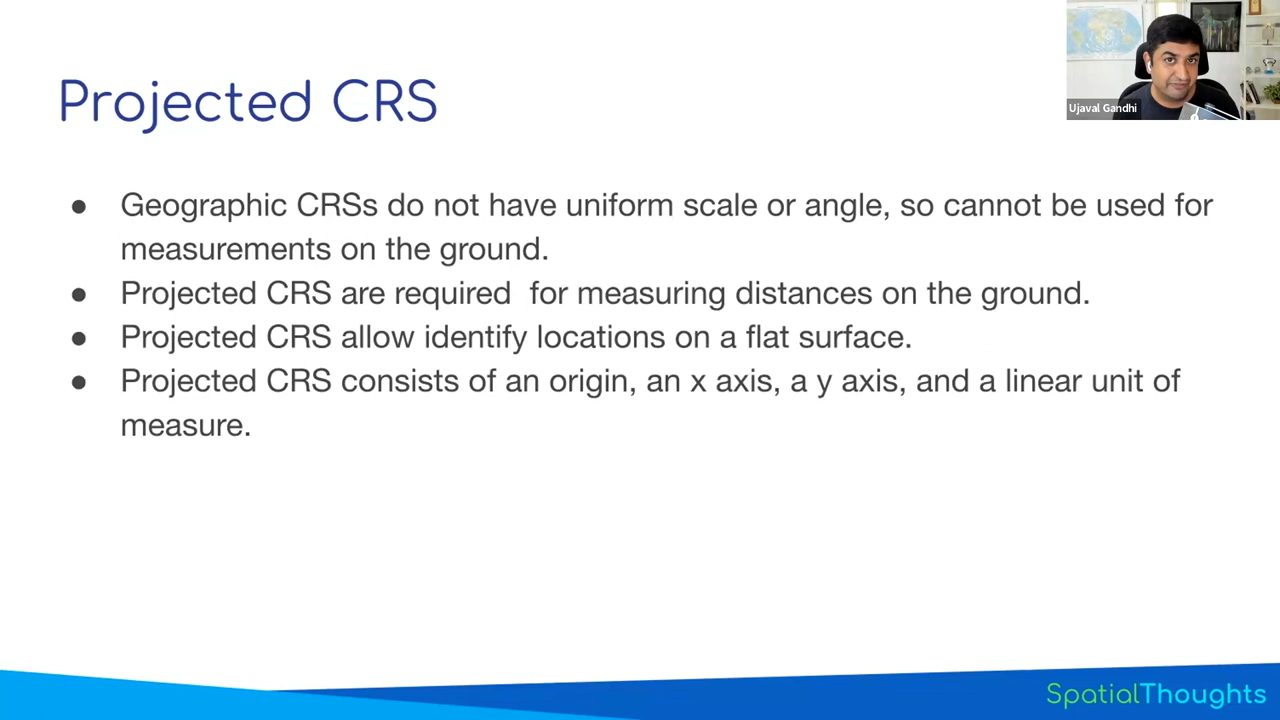 Projected CRS
Ujaval Gandhi
● Geographic CRSs do not have uniform scale or angle, so cannot be used for
measurements on the ground.
● Projected CRS are required  for measuring distances on the ground.
● Projected CRS allow identify locations on a flat surface.
● Projected CRS consists of an origin, an x axis, a y axis, and a linear unit of
measure.
SpatialThoughts